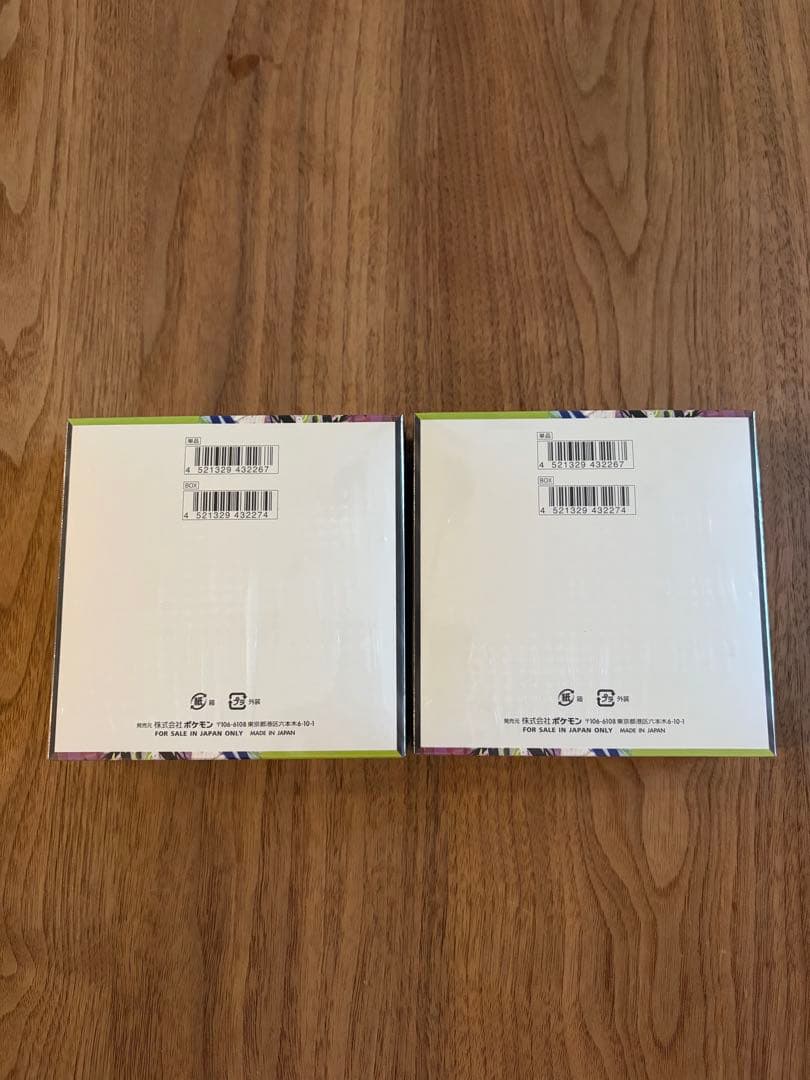 単品
4 521329 432267
BOX
4 521329 432274
紙 箱 プラ 外装
発売元 株式会社ポケモン 〒106-6108 東京都港区六本木6-10-1
FOR SALE IN JAPAN ONLY MADE IN JAPAN
単品
4 521329 432267
BOX
4 521329 432274
紙 箱 プラ 外装
発売元 株式会社ポケモン 〒106-6108 東京都港区六本木6-10-1
FOR SALE IN JAPAN ONLY MADE IN JAPAN